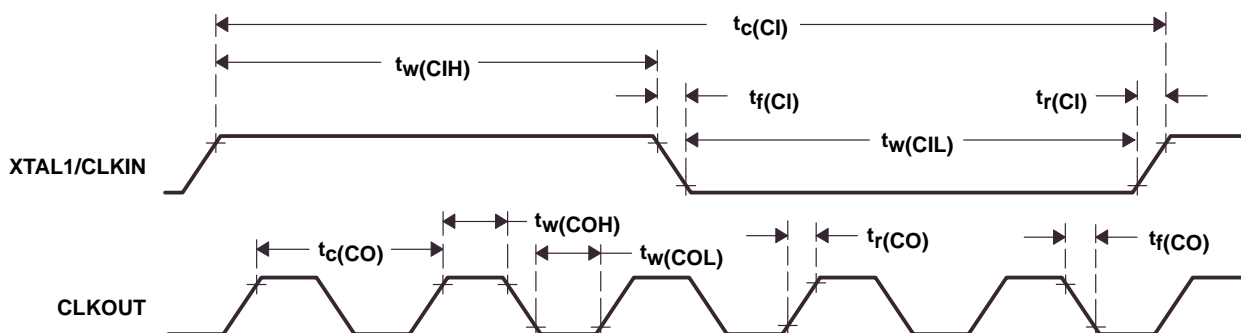 tc(CI)
tw(CIH)
tf(CI)
tr(CI)
tw(CIL)
XTAL1/CLKIN
tw(COH)
tc(CO)
tw(COL)
tr(CO)
tf(CO)
CLKOUT